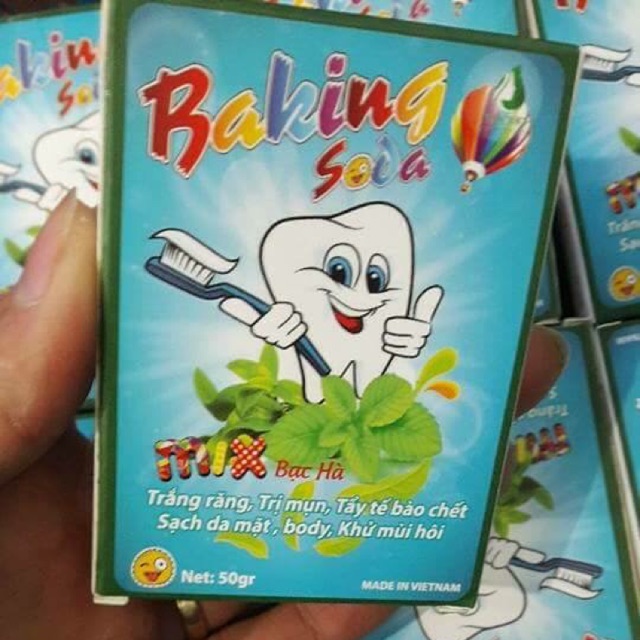 Baking
Soda
mix Bạc Hà
Trắng răng, Trị mụn, Tẩy tế bào chết
Sạch da mặt, body, Khử mùi hôi
Net: 50gr
MADE IN VIETNAM